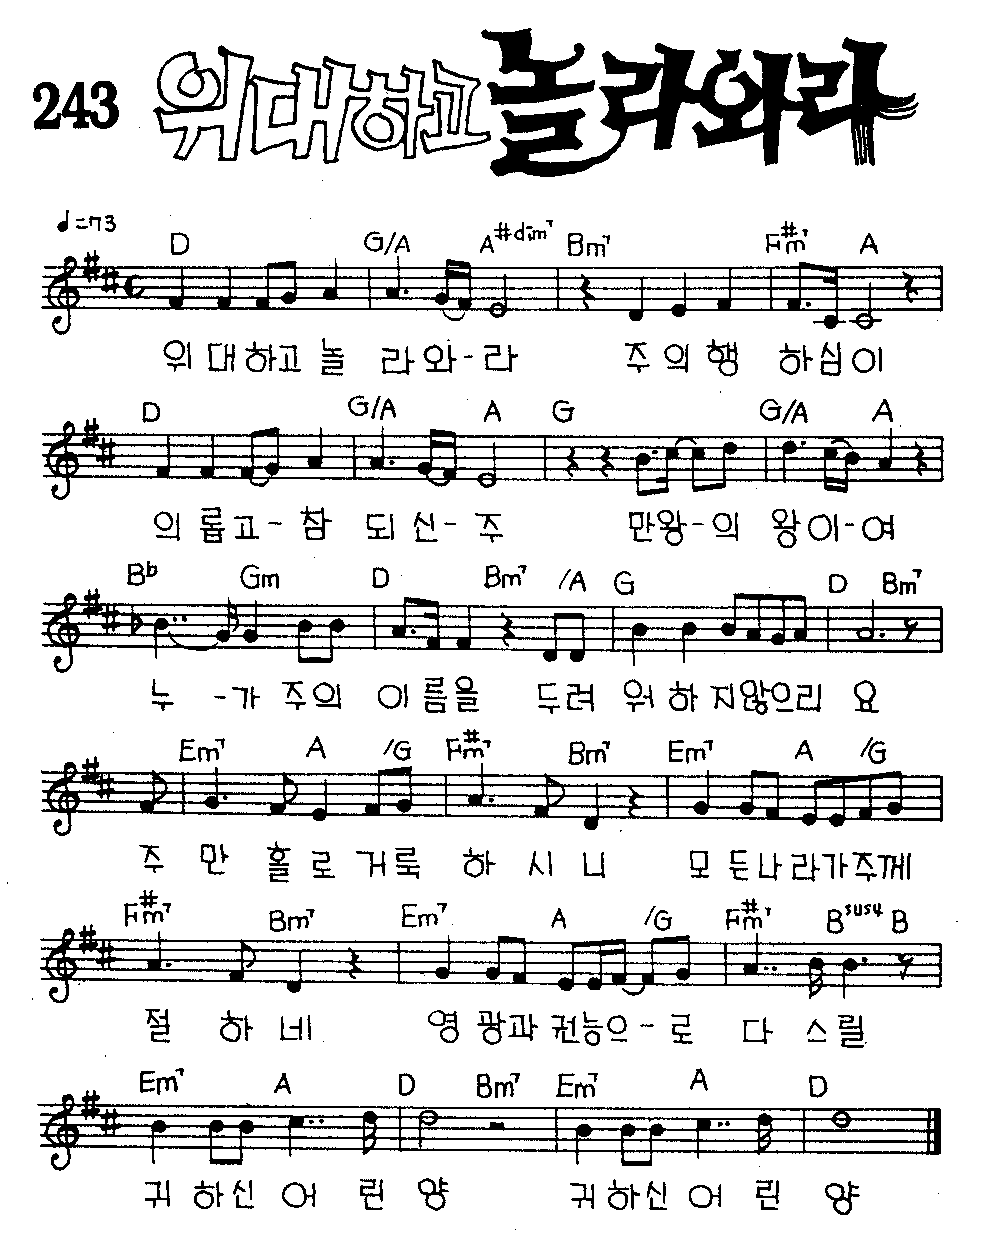 243 위대하고 놀라와라
♩=73
D G/A A#dim7 Bm7 F#m7 A
위 대하고 놀 라와-라 주의행 하심이
D G/A A G G/A A
의롭고-참 되신-주 만왕-의 왕이-여
Bb Gm D Bm7 /A G D Bm7
누 -가 주의 이름을 두려 워하지않으리 요
Em7 A /G F#m7 Bm7 Em7 A /G
주 만 홀로 거룩 하 시 니 모든나라가주께
F#m7 Bm7 Em7 A /G F#m7 Bsus4 B
절 하 네 영 광과 권능으-로 다 스릴
Em7 A D Bm7 Em7 A D
귀 하신 어 린 양 귀 하신 어 린 양